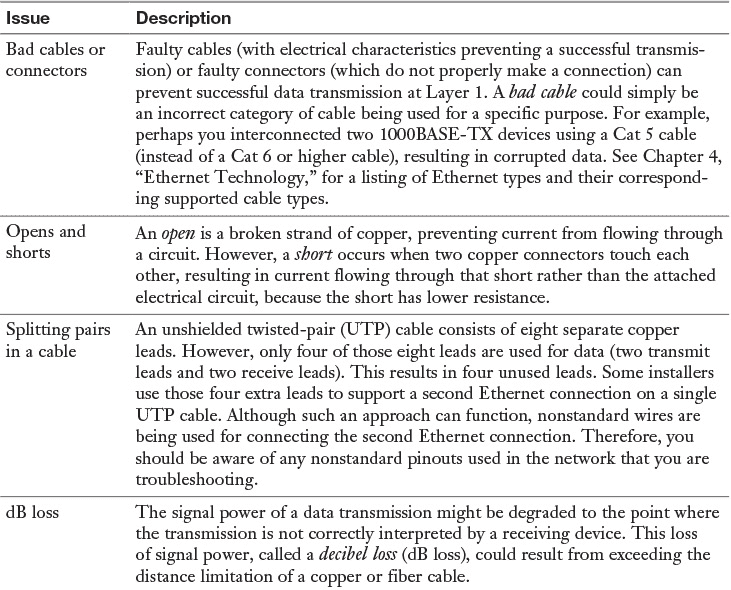 Issue Description
Bad cables or Faulty cables (with electrical characteristics preventing a successful transmis-
connectors sion) or faulty connectors (which do not properly make a connection) can
prevent successful data transmission at Layer 1. A bad cable could simply be
an incorrect category of cable being used for a specific purpose. For example,
perhaps you interconnected two 1000BASE-TX devices using a Cat 5 cable
(instead of a Cat 6 or higher cable), resulting in corrupted data. See Chapter 4,
“Ethernet Technology,” for a listing of Ethernet types and their correspond-
ing supported cable types.
Opens and An open is a broken strand of copper, preventing current from flowing through
shorts a circuit. However, a short occurs when two copper connectors touch each
other, resulting in current flowing through that short rather than the attached
electrical circuit, because the short has lower resistance.
Splitting pairs An unshielded twisted-pair (UTP) cable consists of eight separate copper
in a cable leads. However, only four of those eight leads are used for data (two transmit
leads and two receive leads). This results in four unused leads. Some installers
use those four extra leads to support a second Ethernet connection on a single
UTP cable. Although such an approach can function, nonstandard wires are
being used for connecting the second Ethernet connection. Therefore, you
should be aware of any nonstandard pinouts used in the network that you are
troubleshooting.
dB loss The signal power of a data transmission might be degraded to the point where
the transmission is not correctly interpreted by a receiving device. This loss
of signal power, called a decibel loss (dB loss), could result from exceeding the
distance limitation of a copper or fiber cable.